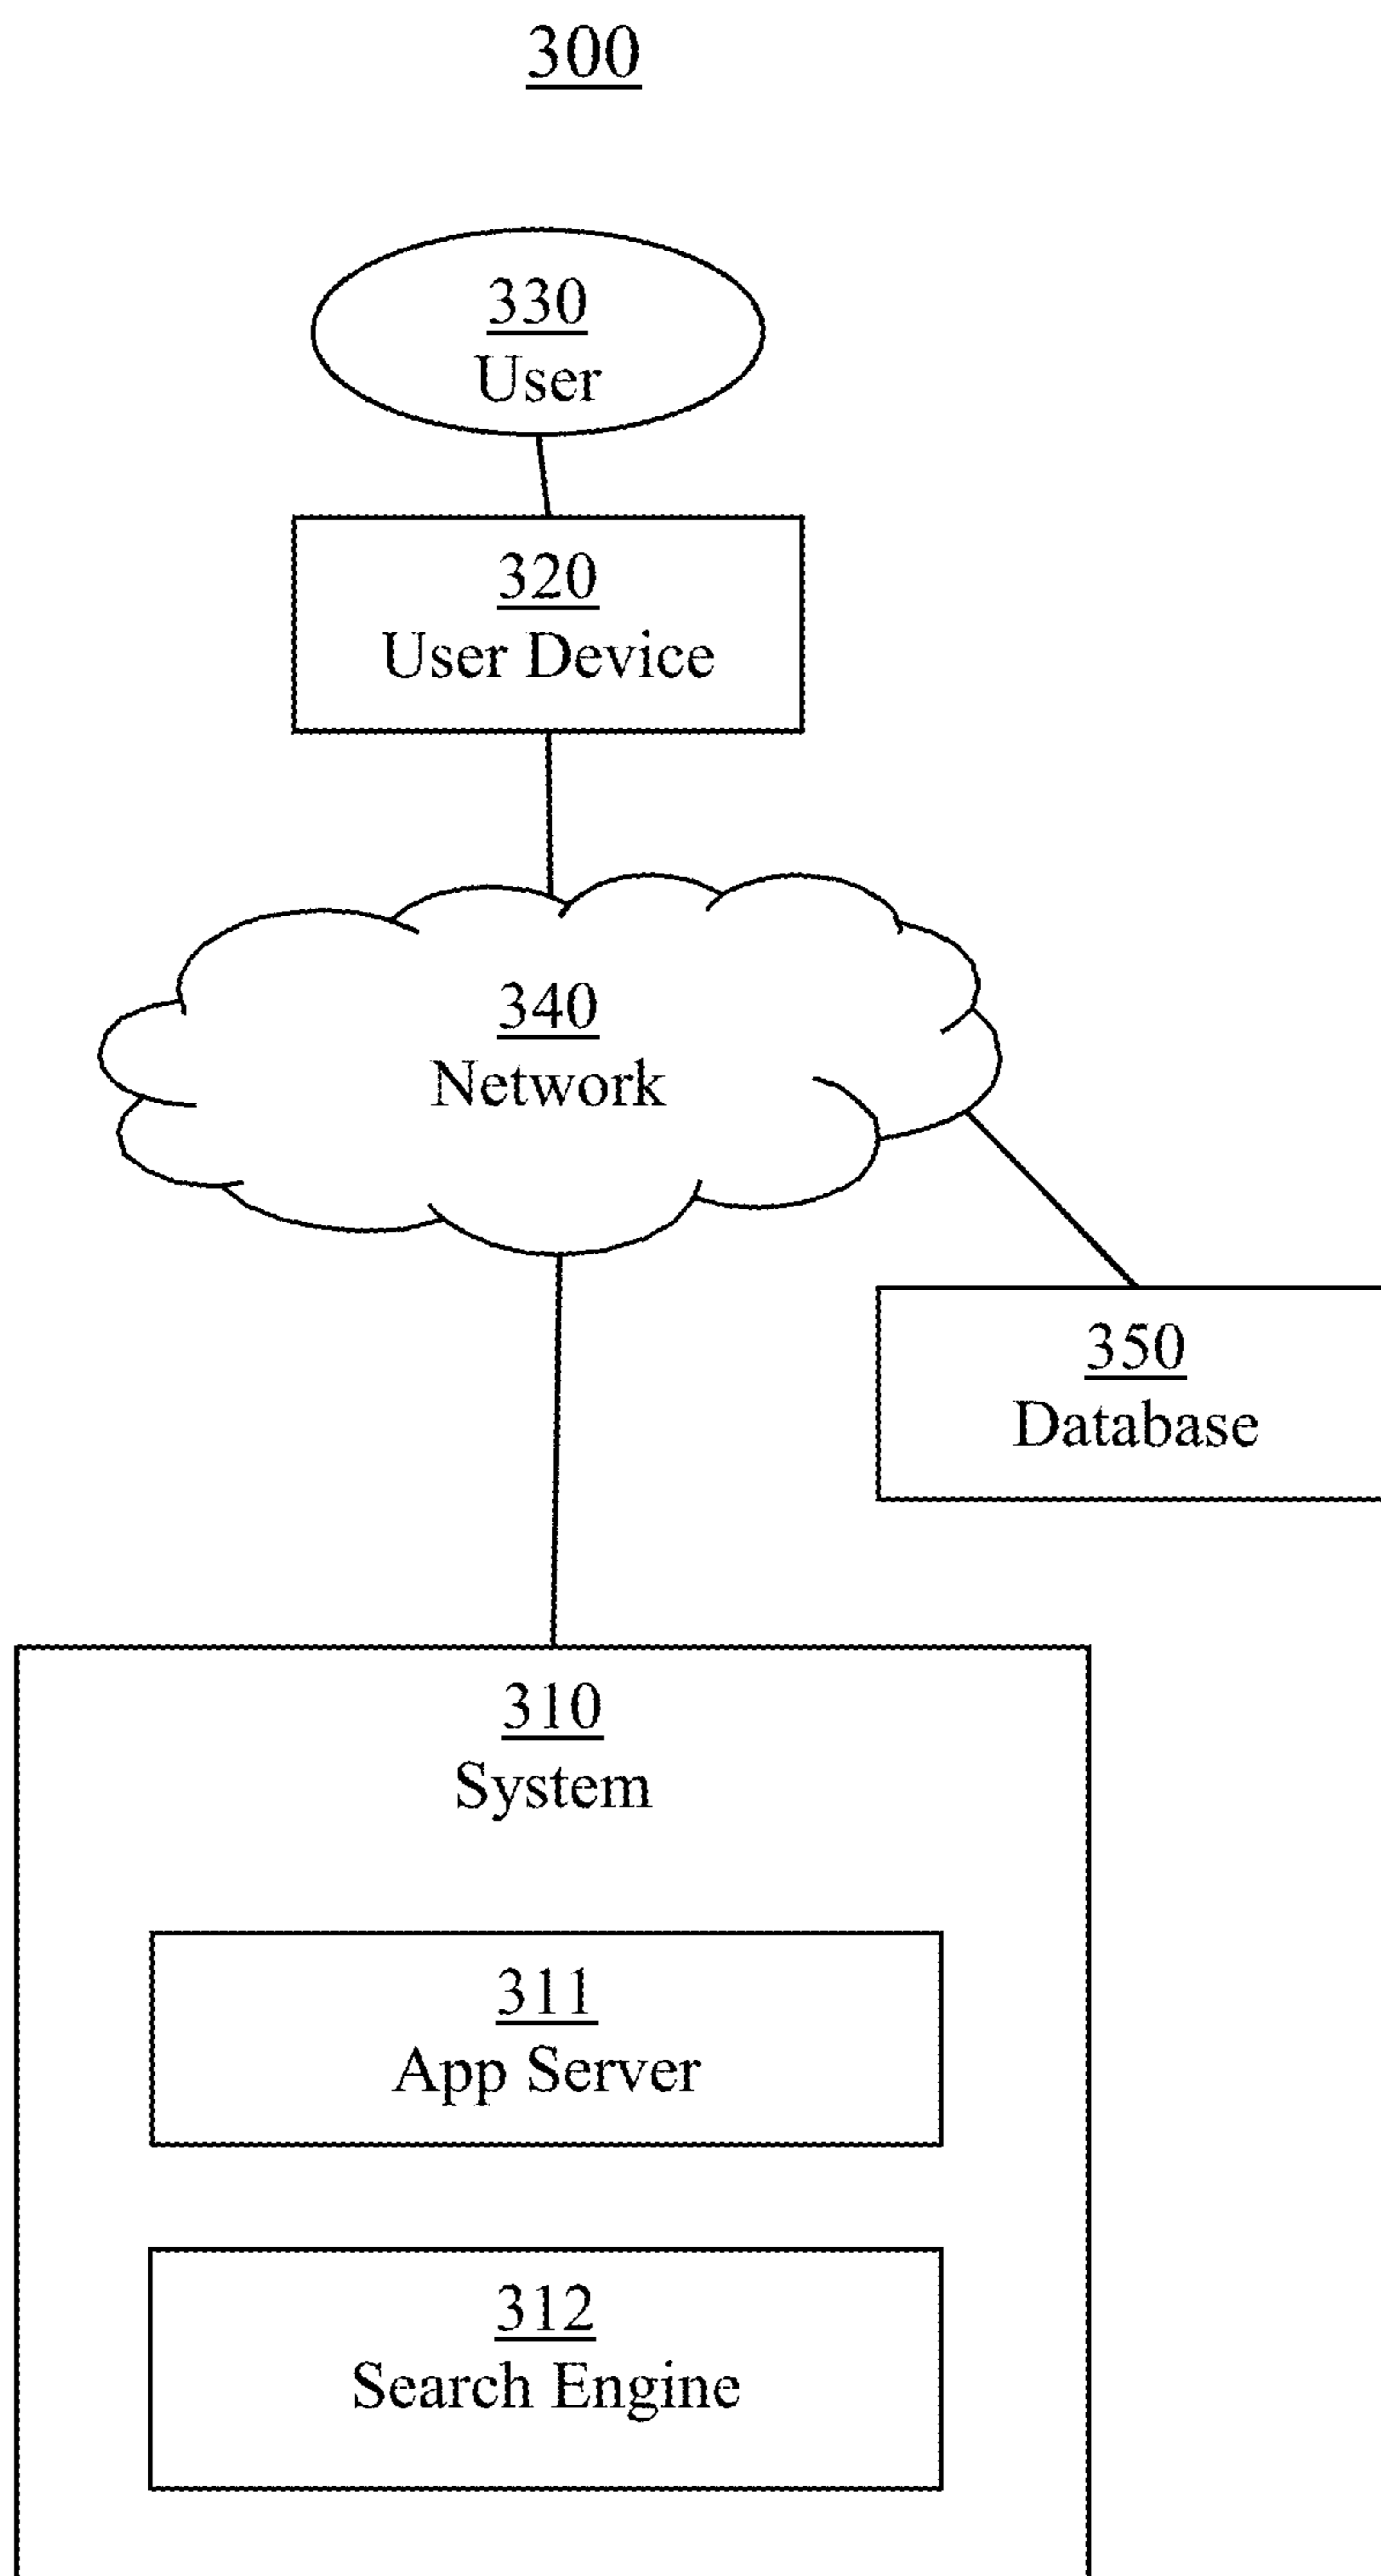 300
330
User
320
User Device
340
Network
350
Database
310
System
311
App Server
312
Search Engine